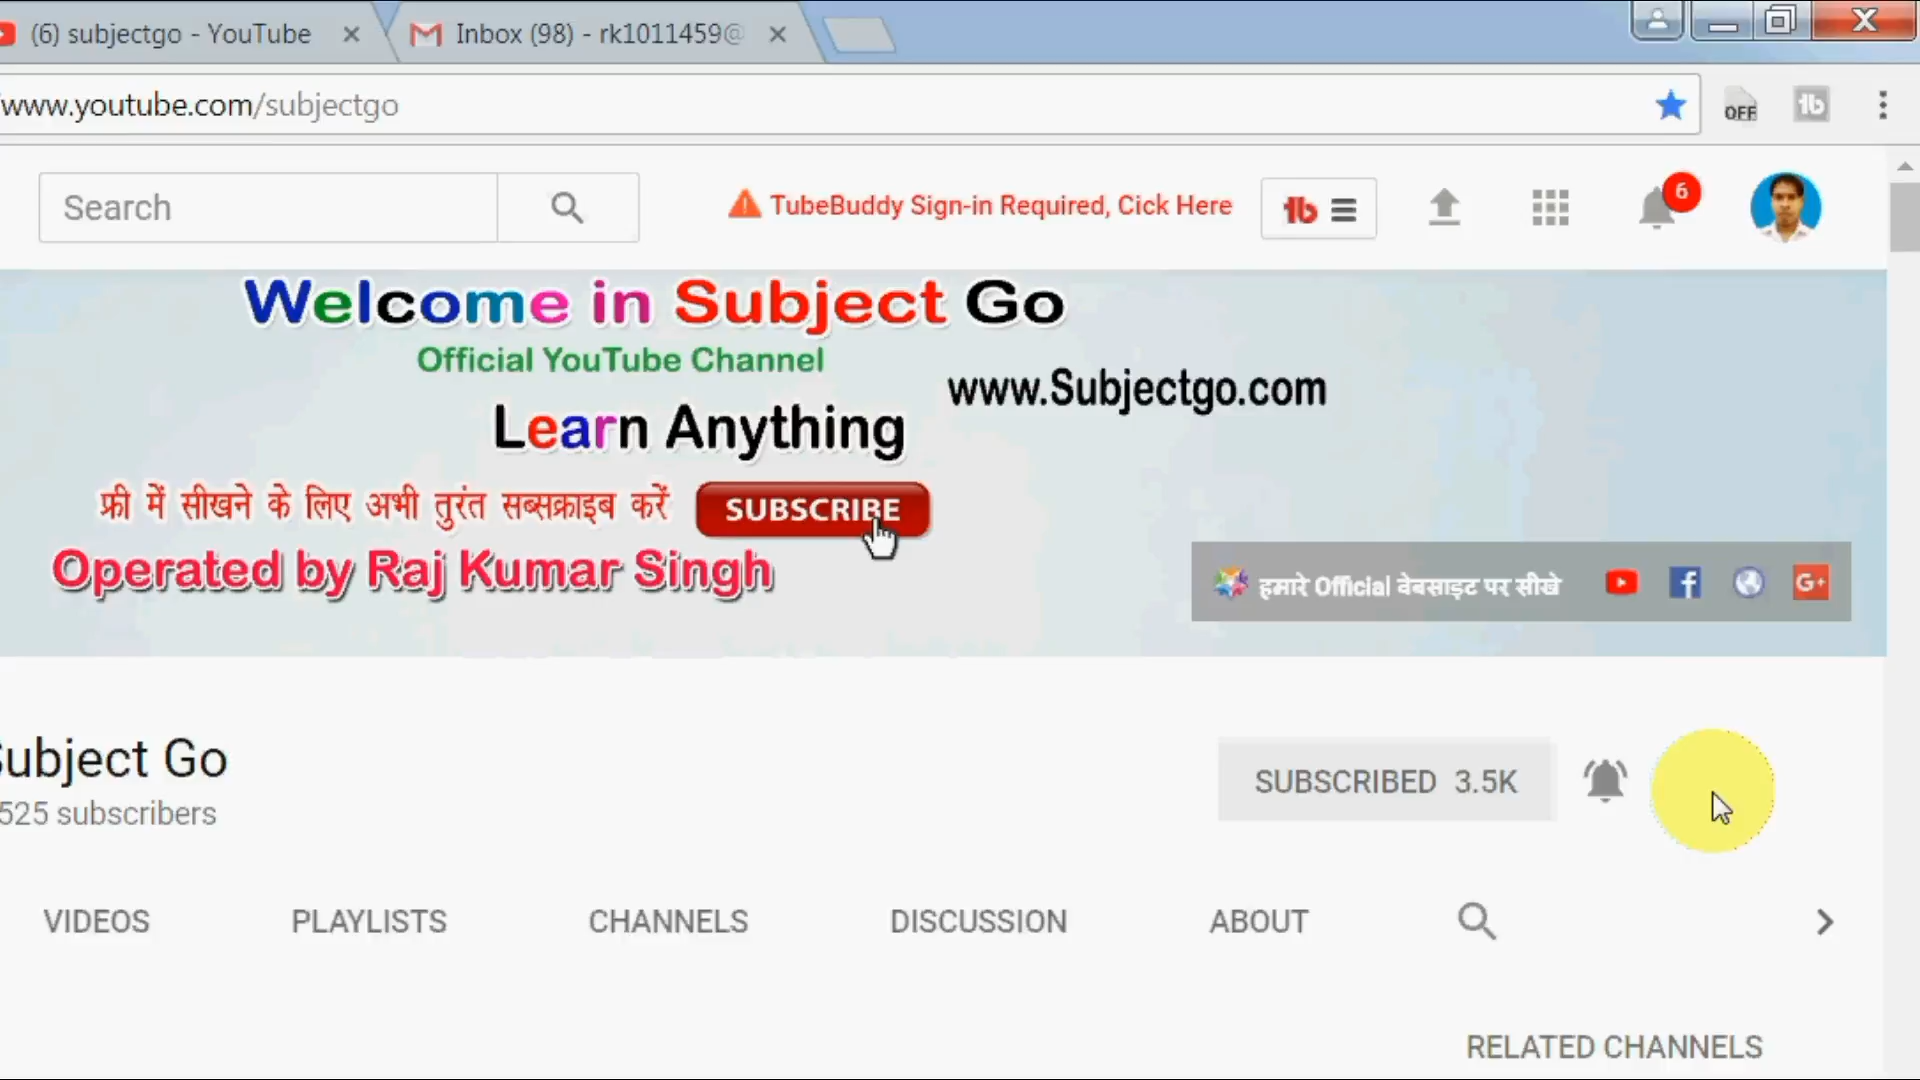 (6) subjectgo - YouTube
Inbox (98) - rk1011459@
www.youtube.com/subjectgo
OFF
Search
TubeBuddy Sign-in Required, Cick Here
6
Welcome in Subject Go
Official YouTube Channel
www.Subjectgo.com
Learn Anything
फ्री में सीखने के लिए अभी तुरंत सब्सक्राइब करें
SUBSCRIBE
Operated by Raj Kumar Singh
हमारे Official वेबसाइट पर सीखे
G+
Subject Go
525 subscribers
SUBSCRIBED 3.5K
VIDEOS
PLAYLISTS
CHANNELS
DISCUSSION
ABOUT
RELATED CHANNELS